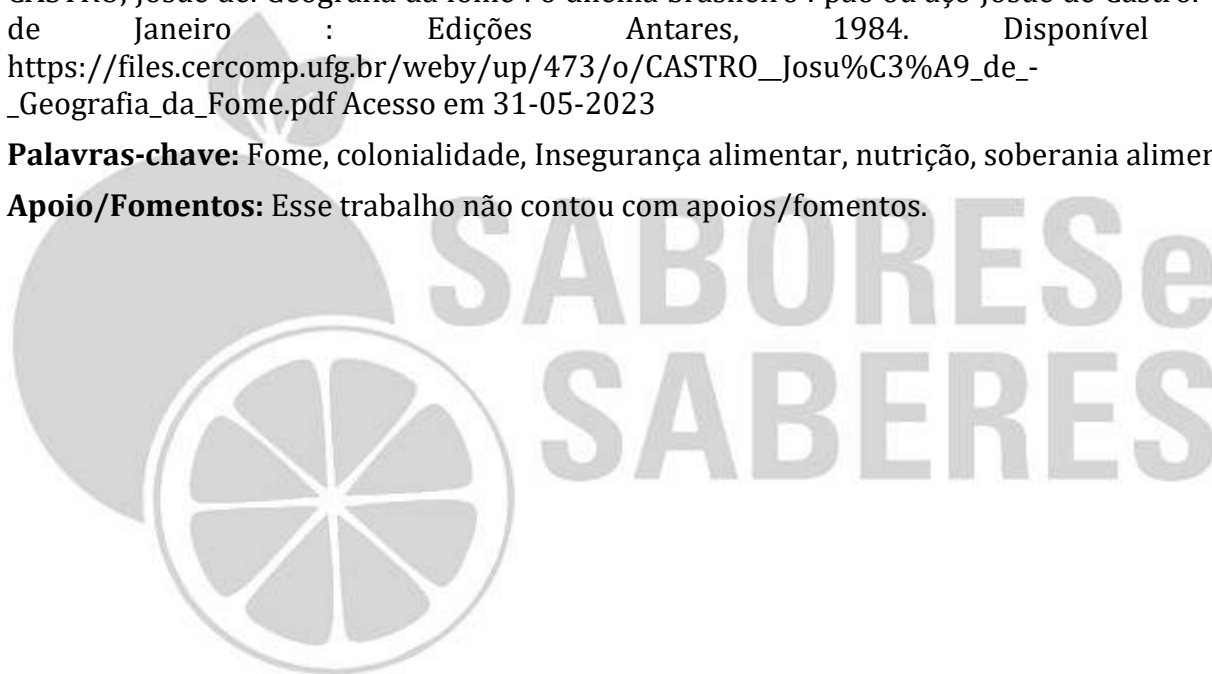 de Janeiro : Edições Antares, 1984. Disponível
https://files.cercomp.ufg.br/weby/up/473/o/CASTRO__Josu%C3%A9_de_-
_Geografia_da_Fome.pdf Acesso em 31-05-2023
Palavras-chave: Fome, colonialidade, Insegurança alimentar, nutrição, soberania
Apoio/Fomentos: Esse trabalho não contou com apoios/fomentos.
SABORESe
SABERES